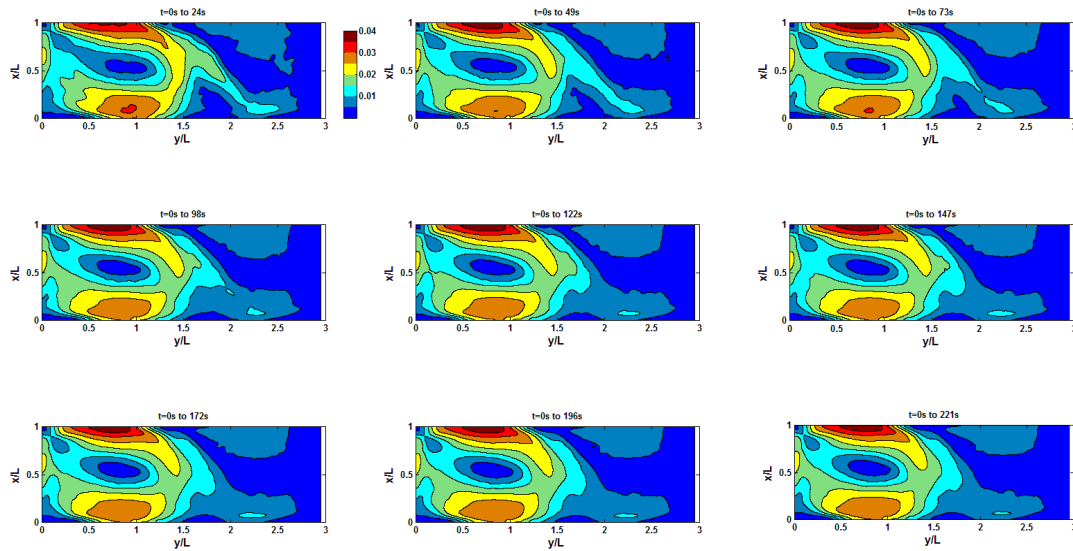 t=0s to 24s
t=0s to 49s
t=0s to 73s
1
0.5
0
x/L
0 0.5 1 1.5 2 2.5 3
y/L
0.04
0.03
0.02
0.01
1
0.5
0
x/L
0 0.5 1 1.5 2 2.5 3
y/L
1
0.5
0
x/L
0 0.5 1 1.5 2 2.5 3
y/L
t=0s to 98s
t=0s to 122s
t=0s to 147s
1
0.5
0
x/L
0 0.5 1 1.5 2 2.5 3
y/L
1
0.5
0
x/L
0 0.5 1 1.5 2 2.5 3
y/L
1
0.5
0
x/L
0 0.5 1 1.5 2 2.5 3
y/L
t=0s to 172s
t=0s to 196s
t=0s to 221s
1
0.5
0
x/L
0 0.5 1 1.5 2 2.5 3
y/L
1
0.5
0
x/L
0 0.5 1 1.5 2 2.5 3
y/L
1
0.5
0
x/L
0 0.5 1 1.5 2 2.5 3
y/L